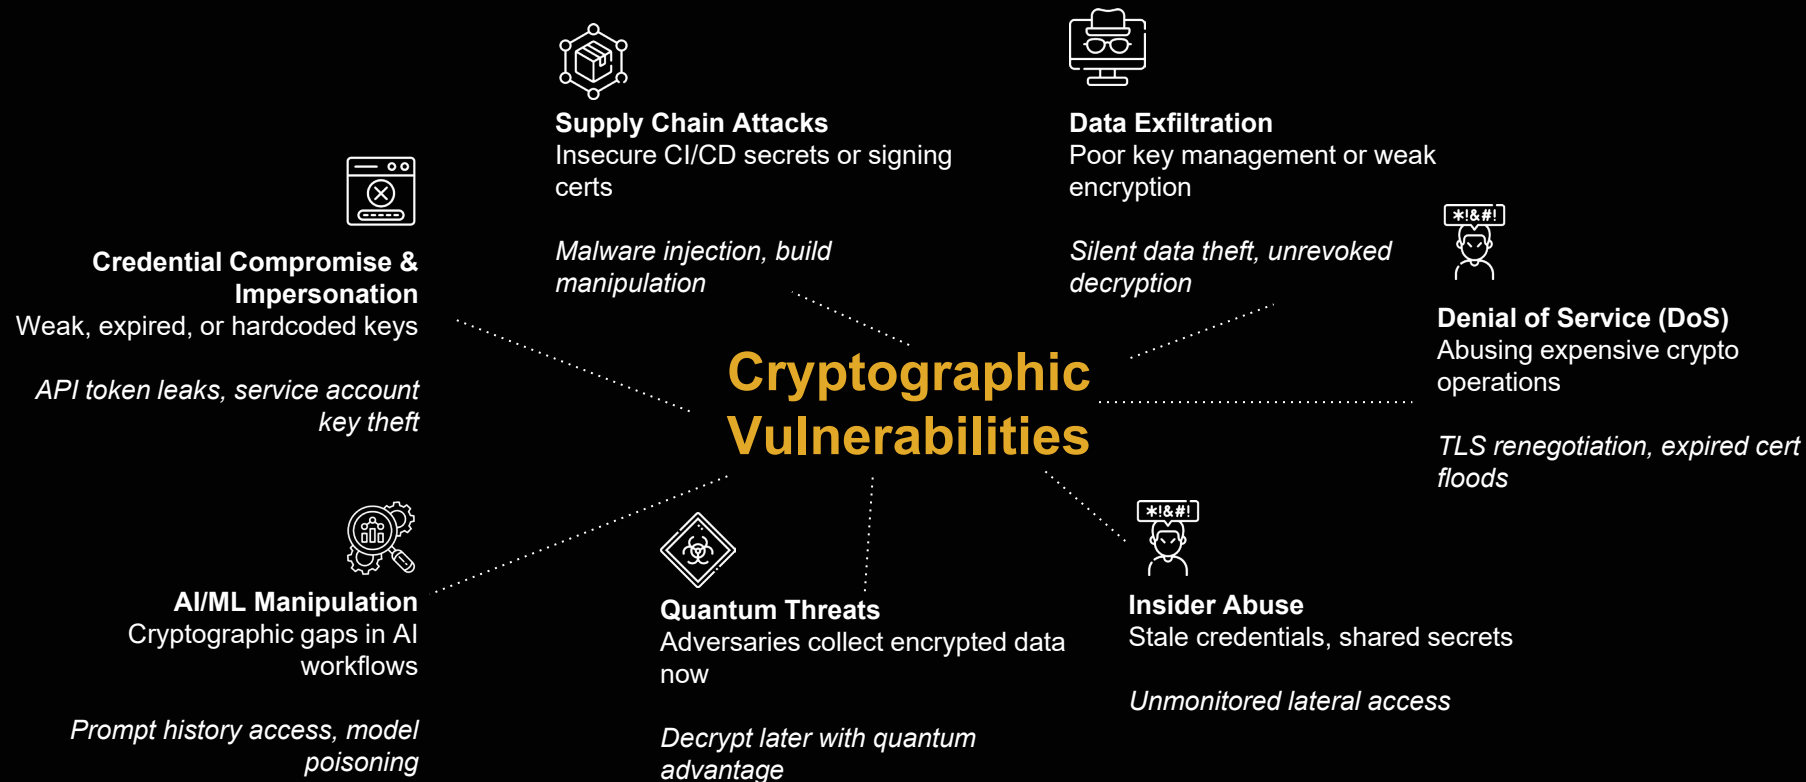 Supply Chain Attacks
Insecure CI/CD secrets or signing
certs
Malware injection, build
manipulation
Data Exfiltration
Poor key management or weak
encryption
Silent data theft, unrevoked
decryption
Credential Compromise &
Impersonation
Weak, expired, or hardcoded keys
API token leaks, service account
key theft
*!&#!
Denial of Service (DoS)
Abusing expensive crypto
operations
TLS renegotiation, expired cert
floods
Cryptographic
Vulnerabilities
AI/ML Manipulation
Cryptographic gaps in AI
workflows
Prompt history access, model
poisoning
Quantum Threats
Adversaries collect encrypted data
now
Decrypt later with quantum
advantage
*!&#!
Insider Abuse
Stale credentials, shared secrets
Unmonitored lateral access